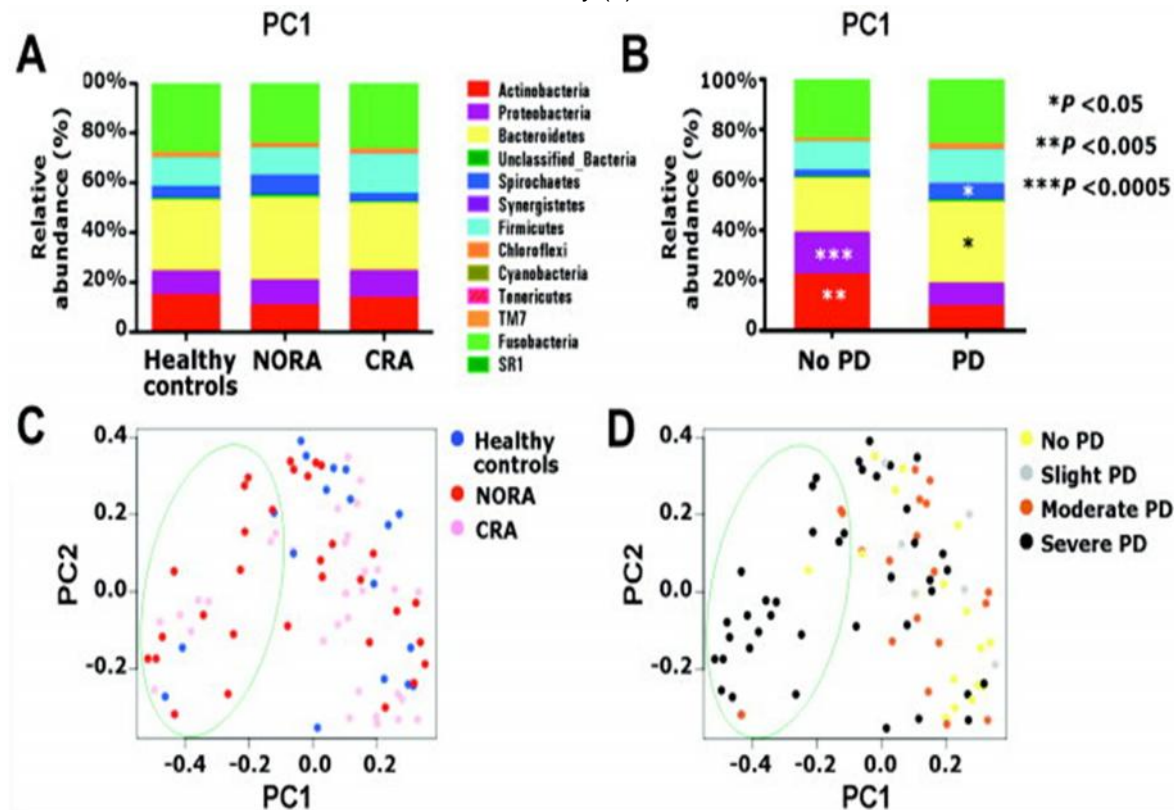 PC1
PC1
A
00%
80%
60%
40%
20%
0
Relative
abundance (%)
Healthy
controls
NORA
CRA
Actinobacteria
Proteobacteria
Bacteroidetes
Unclassified_Bacteria
Spirochaetes
Synergistetes
Firmicutes
Chloroflexi
Cyanobacteria
Tenericutes
TM7
Fusobacteria
SR1
B
100%
80%
60%
40%
20%
0
Relative
abundance (%)
***
**
*
*
No PD
PD
*P <0.05
**P <0.005
***P <0.0005
C
0.4
0.2
0.0
-0.2
PC2
-0.4
-0.2
0.0
0.2
PC1
Healthy
controls
NORA
CRA
D
0.4
0.2
0.0
-0.2
PC2
-0.4
-0.2
0.0
0.2
PC1
No PD
Slight PD
Moderate PD
Severe PD